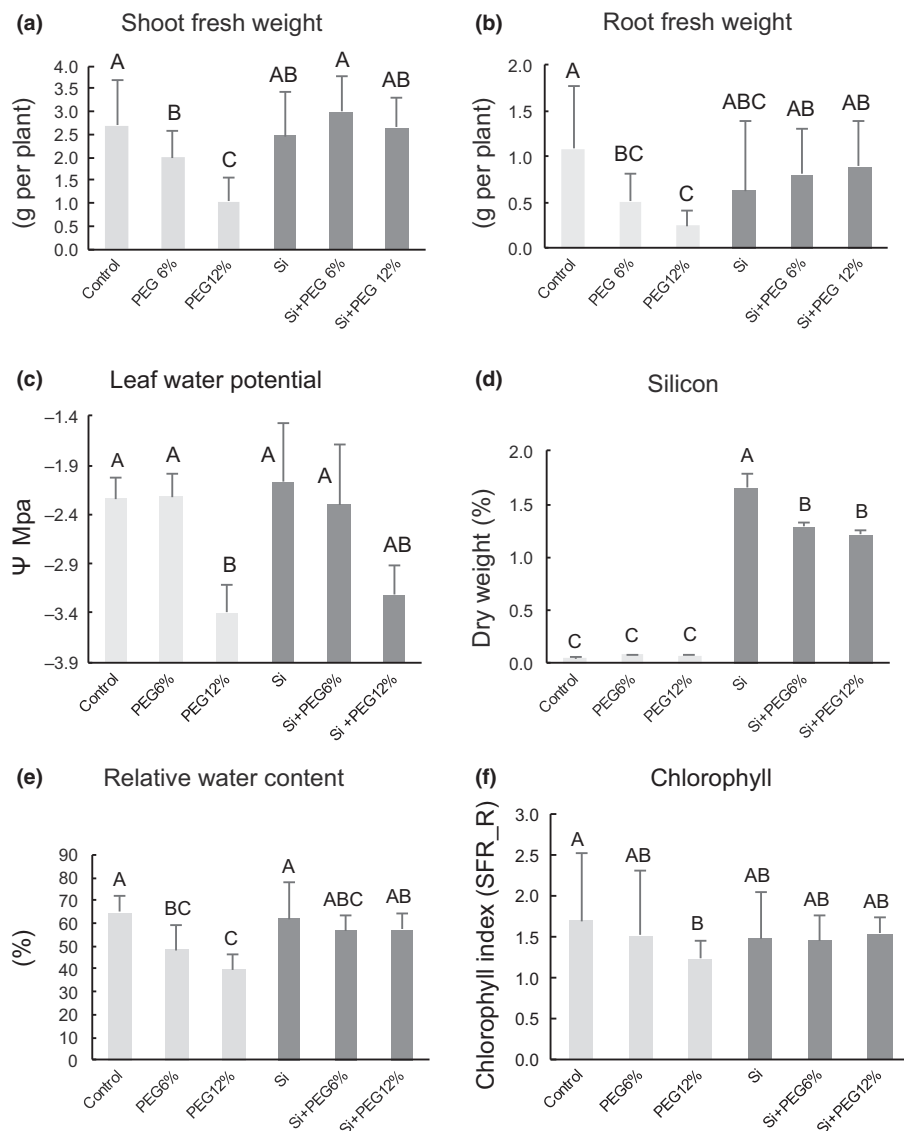 (a) Shoot fresh weight
(g per plant)
4.0
3.5
3.0
2.5
2.0
1.5
1.0
0.5
0.0
A
B
C
AB
A
AB
Control
PEG 6%
PEG12%
Si
Si+PEG 6%
Si+PEG 12%
(b) Root fresh weight
(g per plant)
2.0
1.5
1.0
0.5
0.0
A
BC
C
ABC
AB
AB
Control
PEG 6%
PEG12%
Si
Si+PEG 6%
Si+PEG 12%
(c) Leaf water potential
Ψ Mpa
–1.4
–1.9
–2.4
–2.9
–3.4
–3.9
A
A
B
A
A
AB
Control
PEG6%
PEG12%
Si
Si+PEG6%
Si +PEG12%
(d) Silicon
Dry weight (%)
2.0
1.5
1.0
0.5
0.0
C
C
C
A
B
B
Control
PEG6%
PEG12%
Si
Si+PEG6%
Si+PEG12%
(e) Relative water content
(%)
90
80
70
60
50
40
30
20
10
0
A
BC
C
A
ABC
AB
Control
PEG6%
PEG12%
Si
Si+PEG6%
Si+PEG12%
(f) Chlorophyll
Chlorophyll index (SFR_R)
3.0
2.5
2.0
1.5
1.0
0.5
0.0
A
AB
B
AB
AB
AB
Control
PEG6%
PEG12%
Si
Si+PEG6%
Si+PEG12%